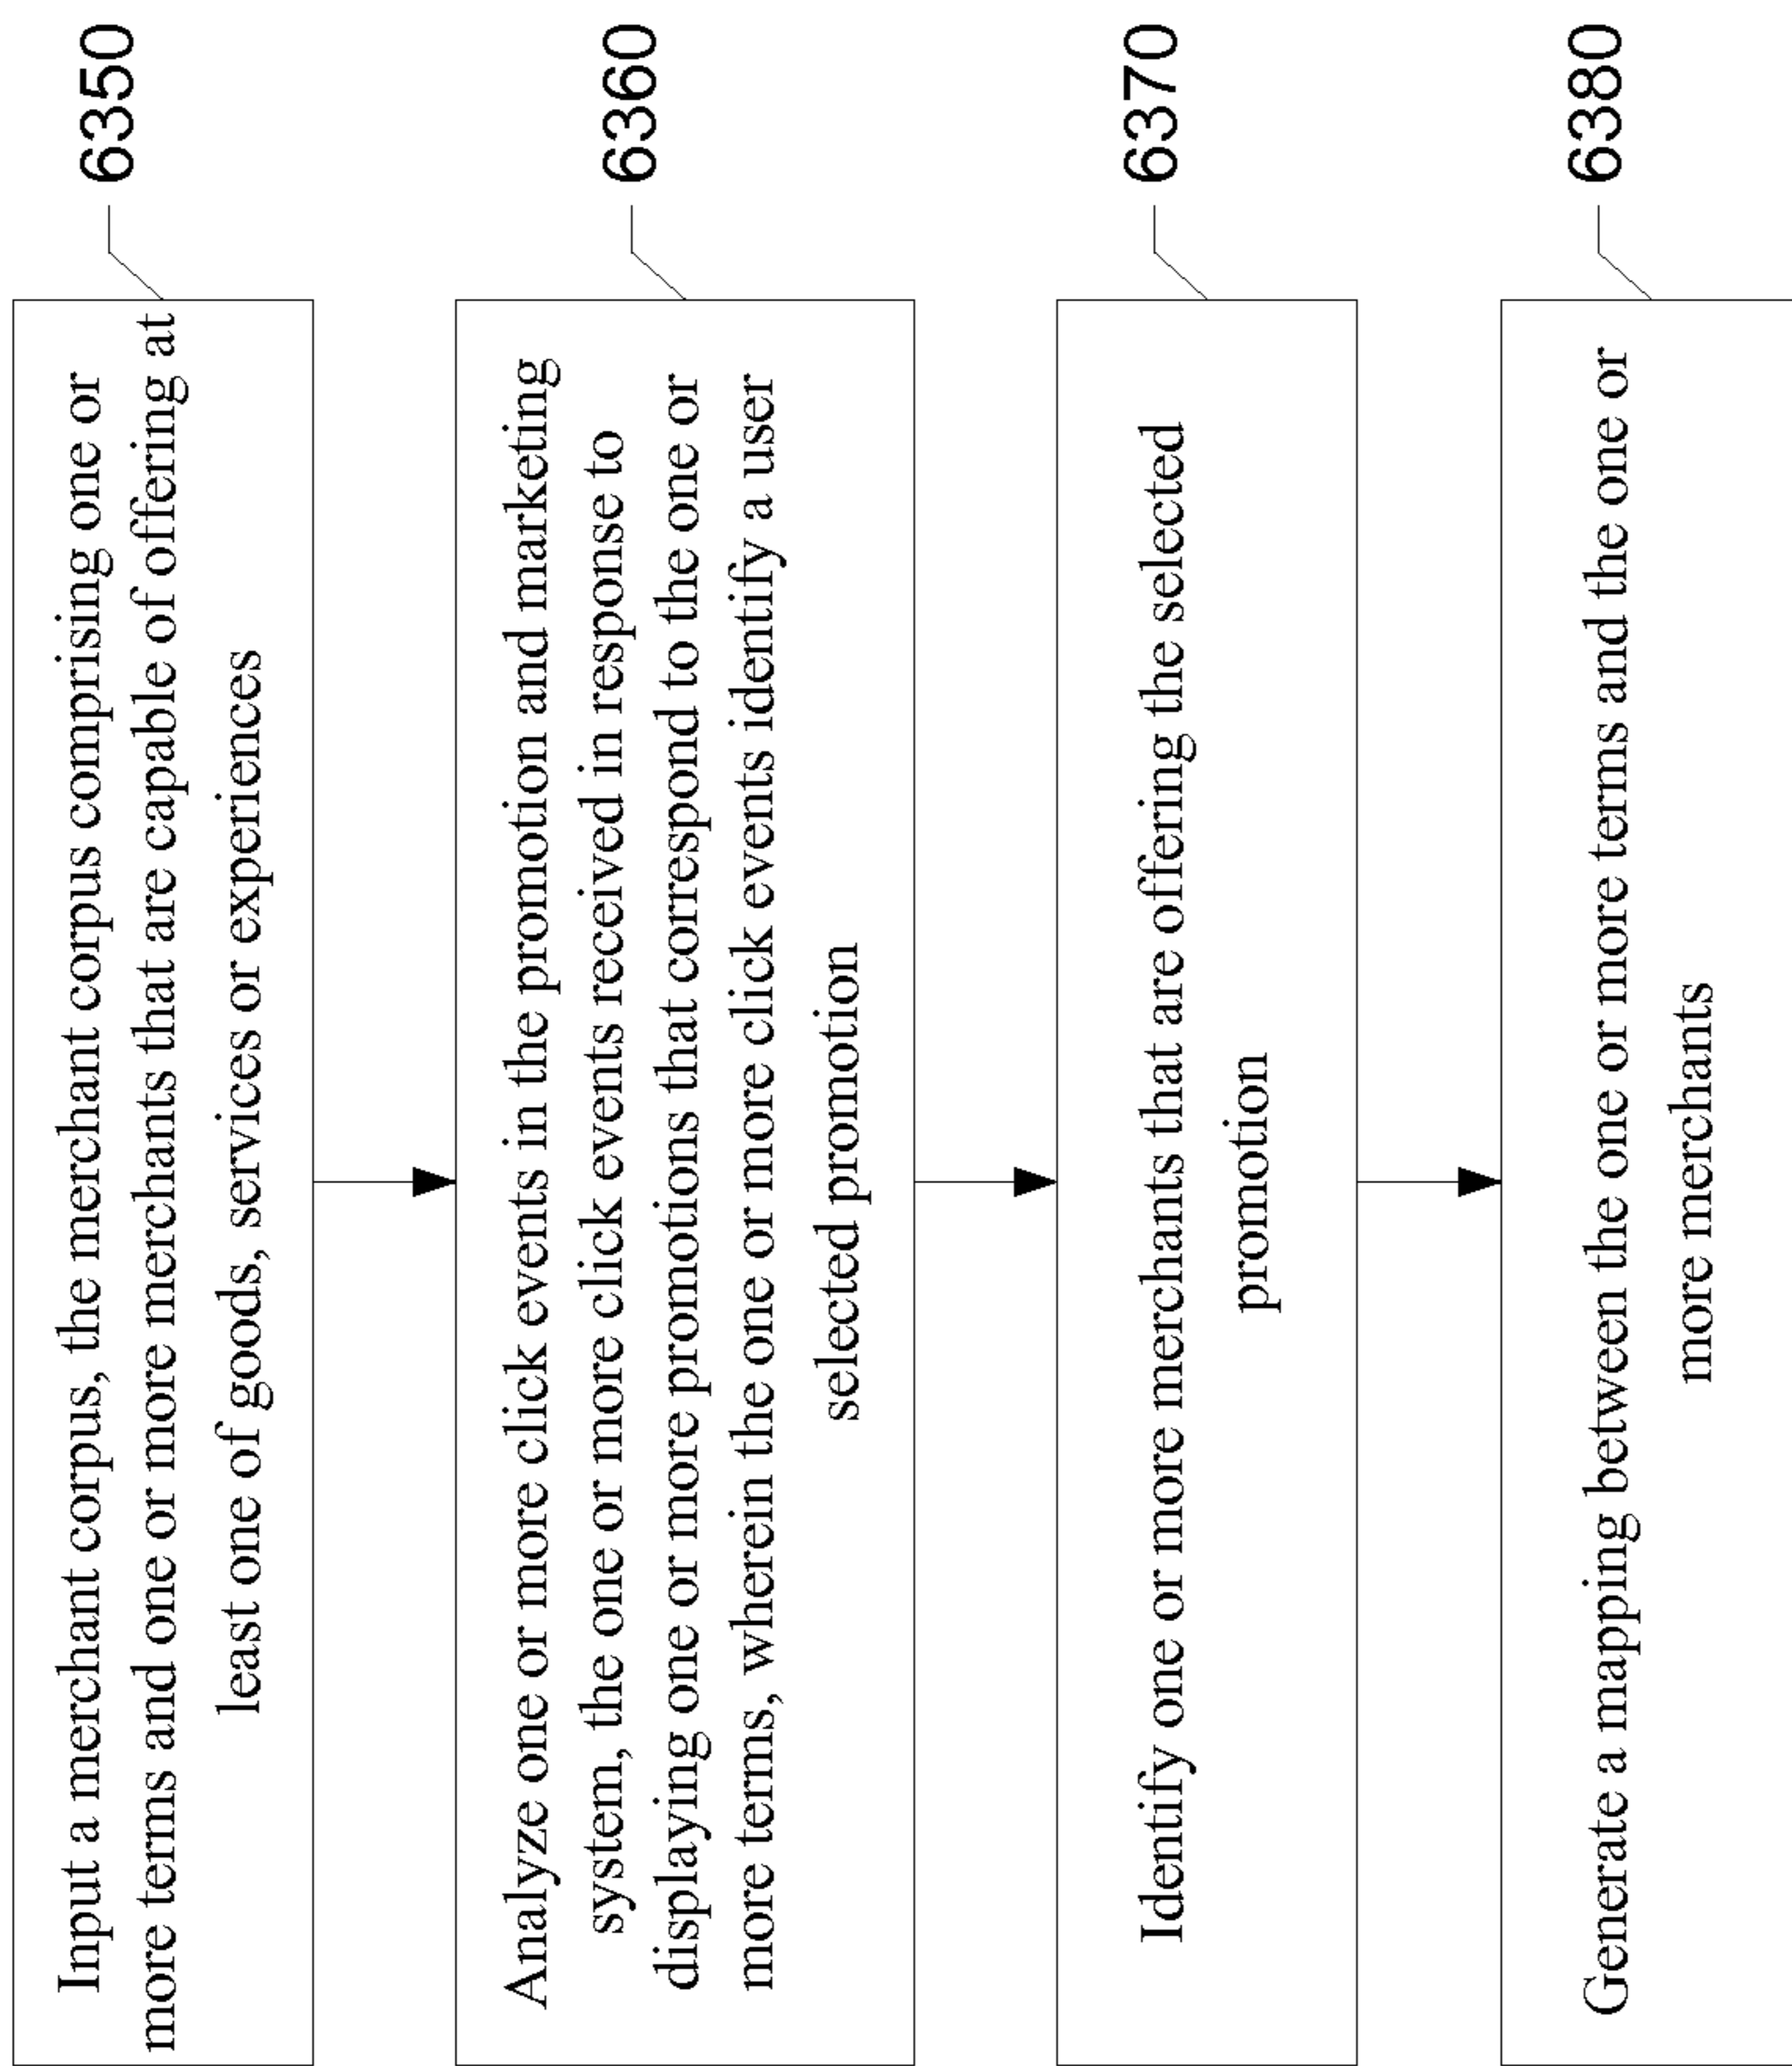 Input a merchant corpus, the merchant corpus comprising one or
more terms and one or more merchants that are capable of offering at
least one of goods, services or experiences
6350
Analyze one or more click events in the promotion and marketing
system, the one or more click events received in response to
displaying one or more promotions that correspond to the one or
more terms, wherein the one or more click events identify a user
selected promotion
6360
Identify one or more merchants that are offering the selected
promotion
6370
Generate a mapping between the one or more terms and the one or
more merchants
6380